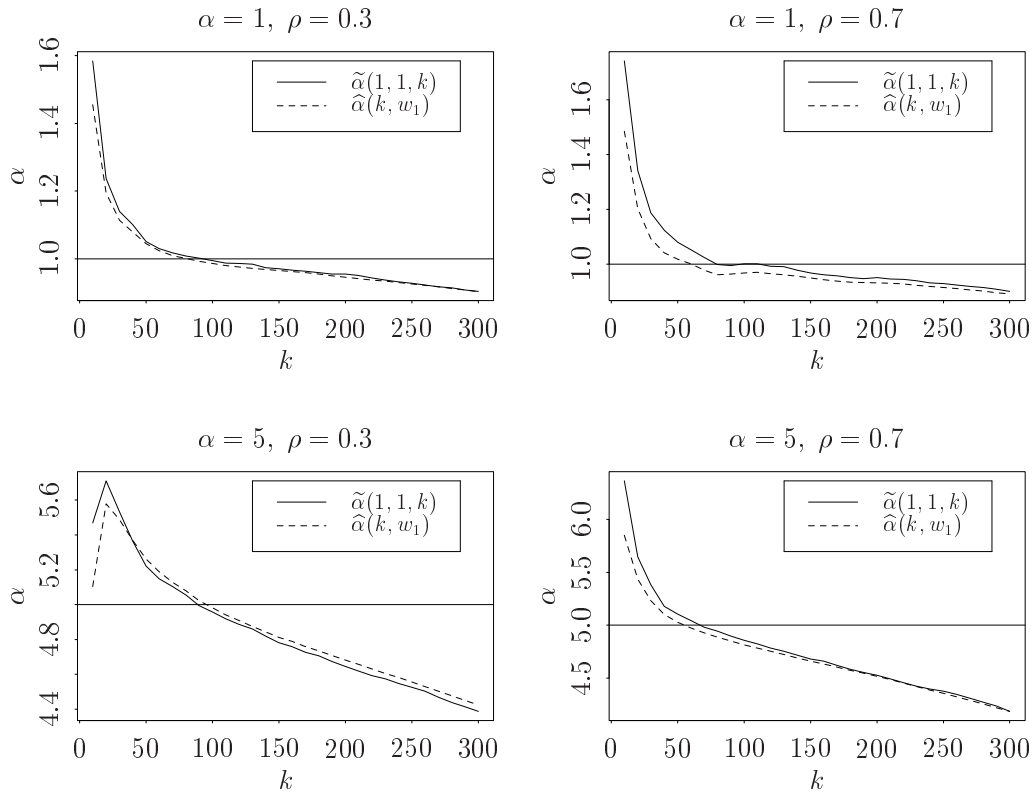 α = 1, ρ = 0.3
1.6
1.4
1.2
1.0
α
α̃(1, 1, k)
α̂(k, w₁)
0 50 100 150 200 250 300
k
α = 1, ρ = 0.7
1.6
1.4
1.2
1.0
α
α̃(1, 1, k)
α̂(k, w₁)
0 50 100 150 200 250 300
k
α = 5, ρ = 0.3
5.6
5.2
4.8
4.4
α
α̃(1, 1, k)
α̂(k, w₁)
0 50 100 150 200 250 300
k
α = 5, ρ = 0.7
6.0
5.5
5.0
4.5
α
α̃(1, 1, k)
α̂(k, w₁)
0 50 100 150 200 250 300
k